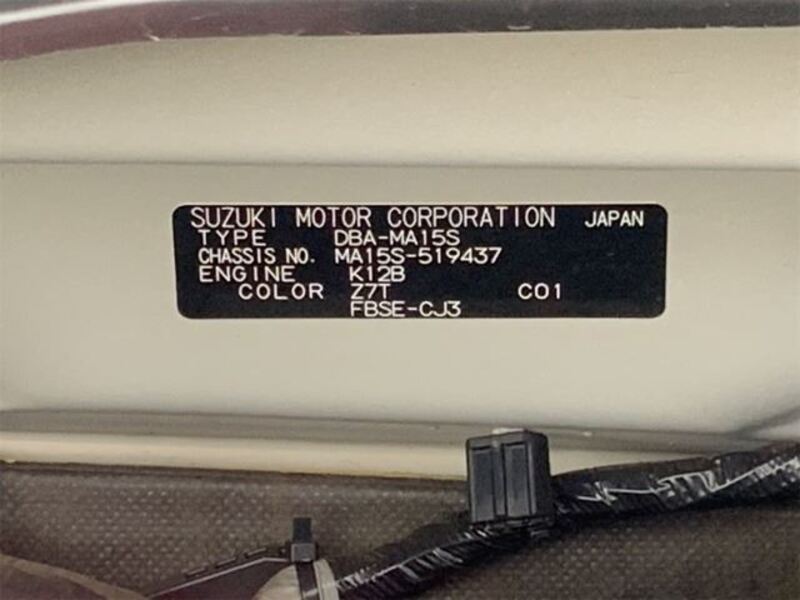 SUZUKI MOTOR CORPORATION JAPAN
TYPE DBA-MA15S
CHASSIS NO. MA15S-519437
ENGINE K12B
COLOR Z7T C01
FBSE-CJ3